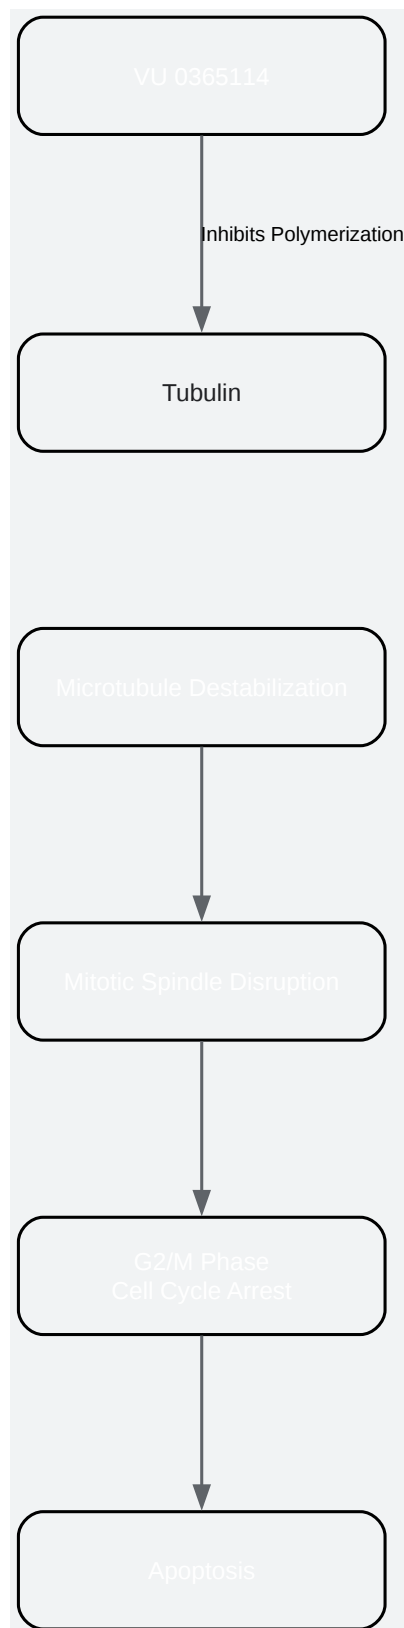 VU 0365114
Inhibits Polymerization
Tubulin
Microtubule Destabilization
Mitotic Spindle Disruption
G2/M Phase
Cell Cycle Arrest
Apoptosis